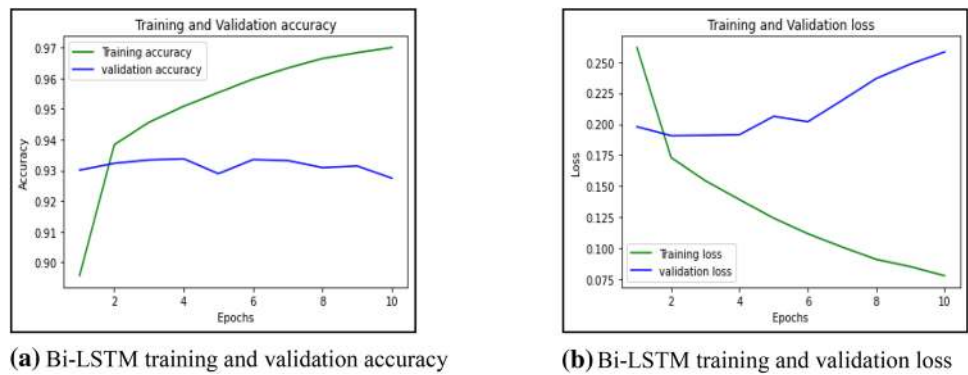 Training and Validation accuracy
Training accuracy
validation accuracy
0.97
0.96
0.95
0.94
0.93
0.92
0.91
0.90
Accuracy
2 4 6 8 10
Epochs
(a) Bi-LSTM training and validation accuracy
Training and Validation loss
0.250
0.225
0.200
0.175
0.150
0.125
0.100
0.075
Loss
Training loss
validation loss
2 4 6 8 10
Epochs
(b) Bi-LSTM training and validation loss